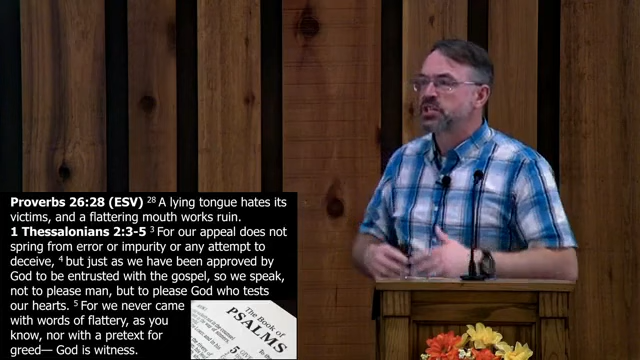 Proverbs 26:28 (ESV) 28 A lying tongue hates its
victims, and a flattering mouth works ruin.
1 Thessalonians 2:3-5 3 For our appeal does not
spring from error or impurity or any attempt to
deceive, 4 but just as we have been approved by
God to be entrusted with the gospel, so we speak,
not to please man, but to please God who tests
our hearts. 5 For we never came
with words of flattery, as you
know, nor with a pretext for
greed— God is witness.
The Book of
PSALMS